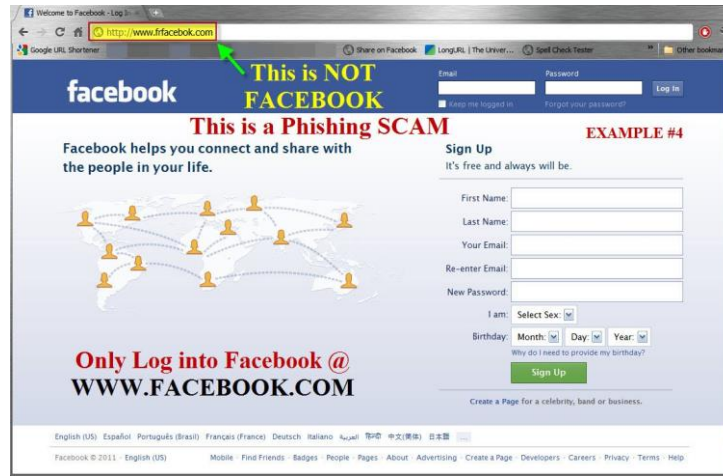 Welcome to Facebook - Log
http://www.frfacebok.com
Google URL Shortener
Share on Facebook
LongURL | The Univer...
Spell Check Tester
»
Other bookmar
This is NOT
FACEBOOK
This is a Phishing SCAM
EXAMPLE #4
facebook
Email
Password
Log In
Keep me logged in
Forgot your password?
Facebook helps you connect and share with
the people in your life.
Sign Up
It's free and always will be.
First Name:
Last Name:
Your Email:
Re-enter Email:
New Password:
I am: Select Sex:
Birthday: Month: Day: Year:
Why do I need to provide my birthday?
Sign Up
Create a Page for a celebrity, band or business.
Only Log into Facebook @
WWW.FACEBOOK.COM
English (US) Español Português (Brasil) Français (France) Deutsch Italiano العربية हिन्दी 中文(简体) 日本語 ...
Facebook © 2011 · English (US)
Mobile · Find Friends · Badges · People · Pages · About · Advertising · Create a Page · Developers · Careers · Privacy · Terms · Help